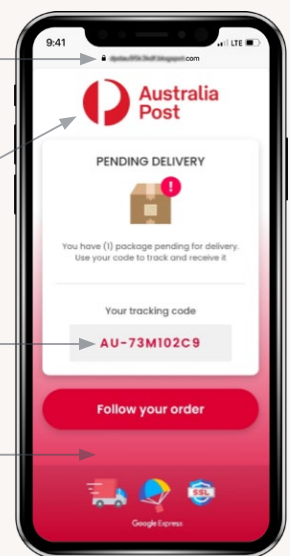 9:41
LTE
.com
Australia
Post
PENDING DELIVERY
!
You have (1) package pending for delivery.
Use your code to track and receive it
Your tracking code
AU-73M102C9
Follow your order
SSL
Google Express